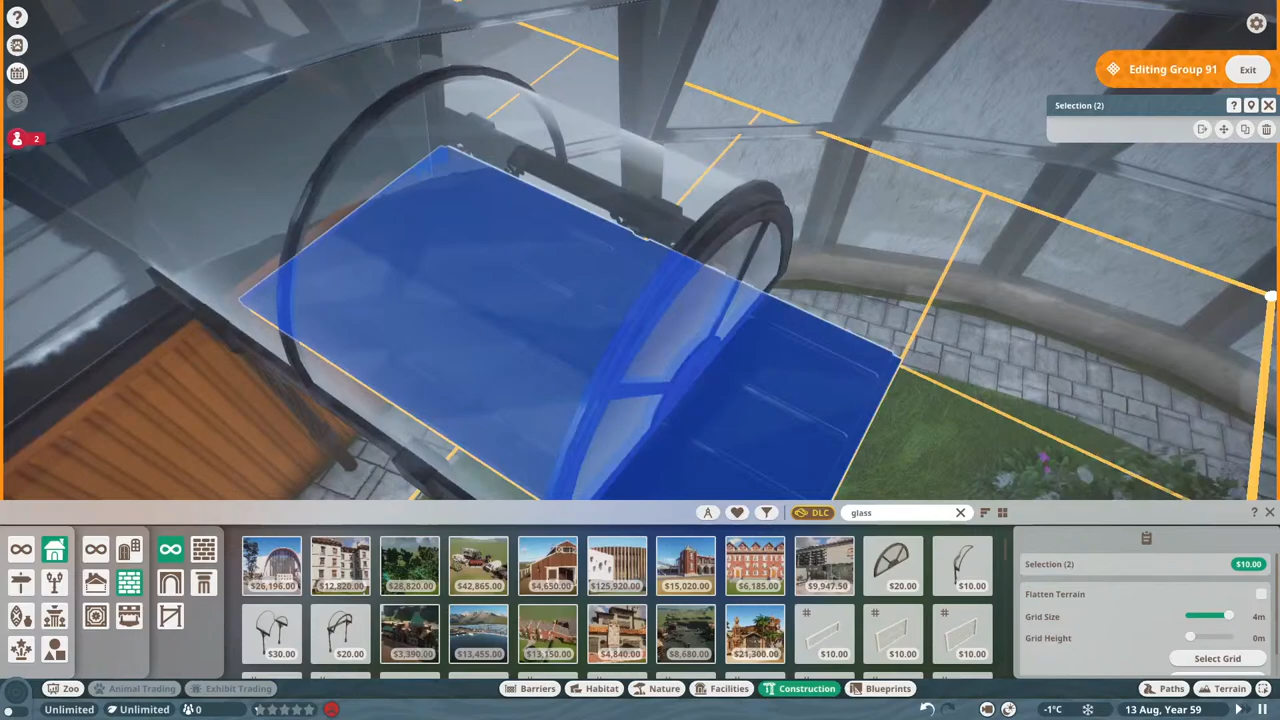 ?
Editing Group 91
Exit
Selection (2)
?
2
DLC
glass
?
$26,196.00
$12,820.00
$28,820.00
$42,865.00
$4,650.00
$125,920.00
$15,020.00
$6,185.00
$9,947.50
$20.00
$10.00
$30.00
$20.00
$3,390.00
$13,455.00
$13,150.00
$4,840.00
$8,680.00
$21,300.00
$10.00
$10.00
$10.00
Selection (2)
$10.00
Flatten Terrain
Grid Size
4m
Grid Height
0m
Select Grid
Zoo
Animal Trading
Exhibit Trading
Barriers
Habitat
Nature
Facilities
Construction
Blueprints
Paths
Terrain
Unlimited
Unlimited
0
-1°C
13 Aug, Year 59